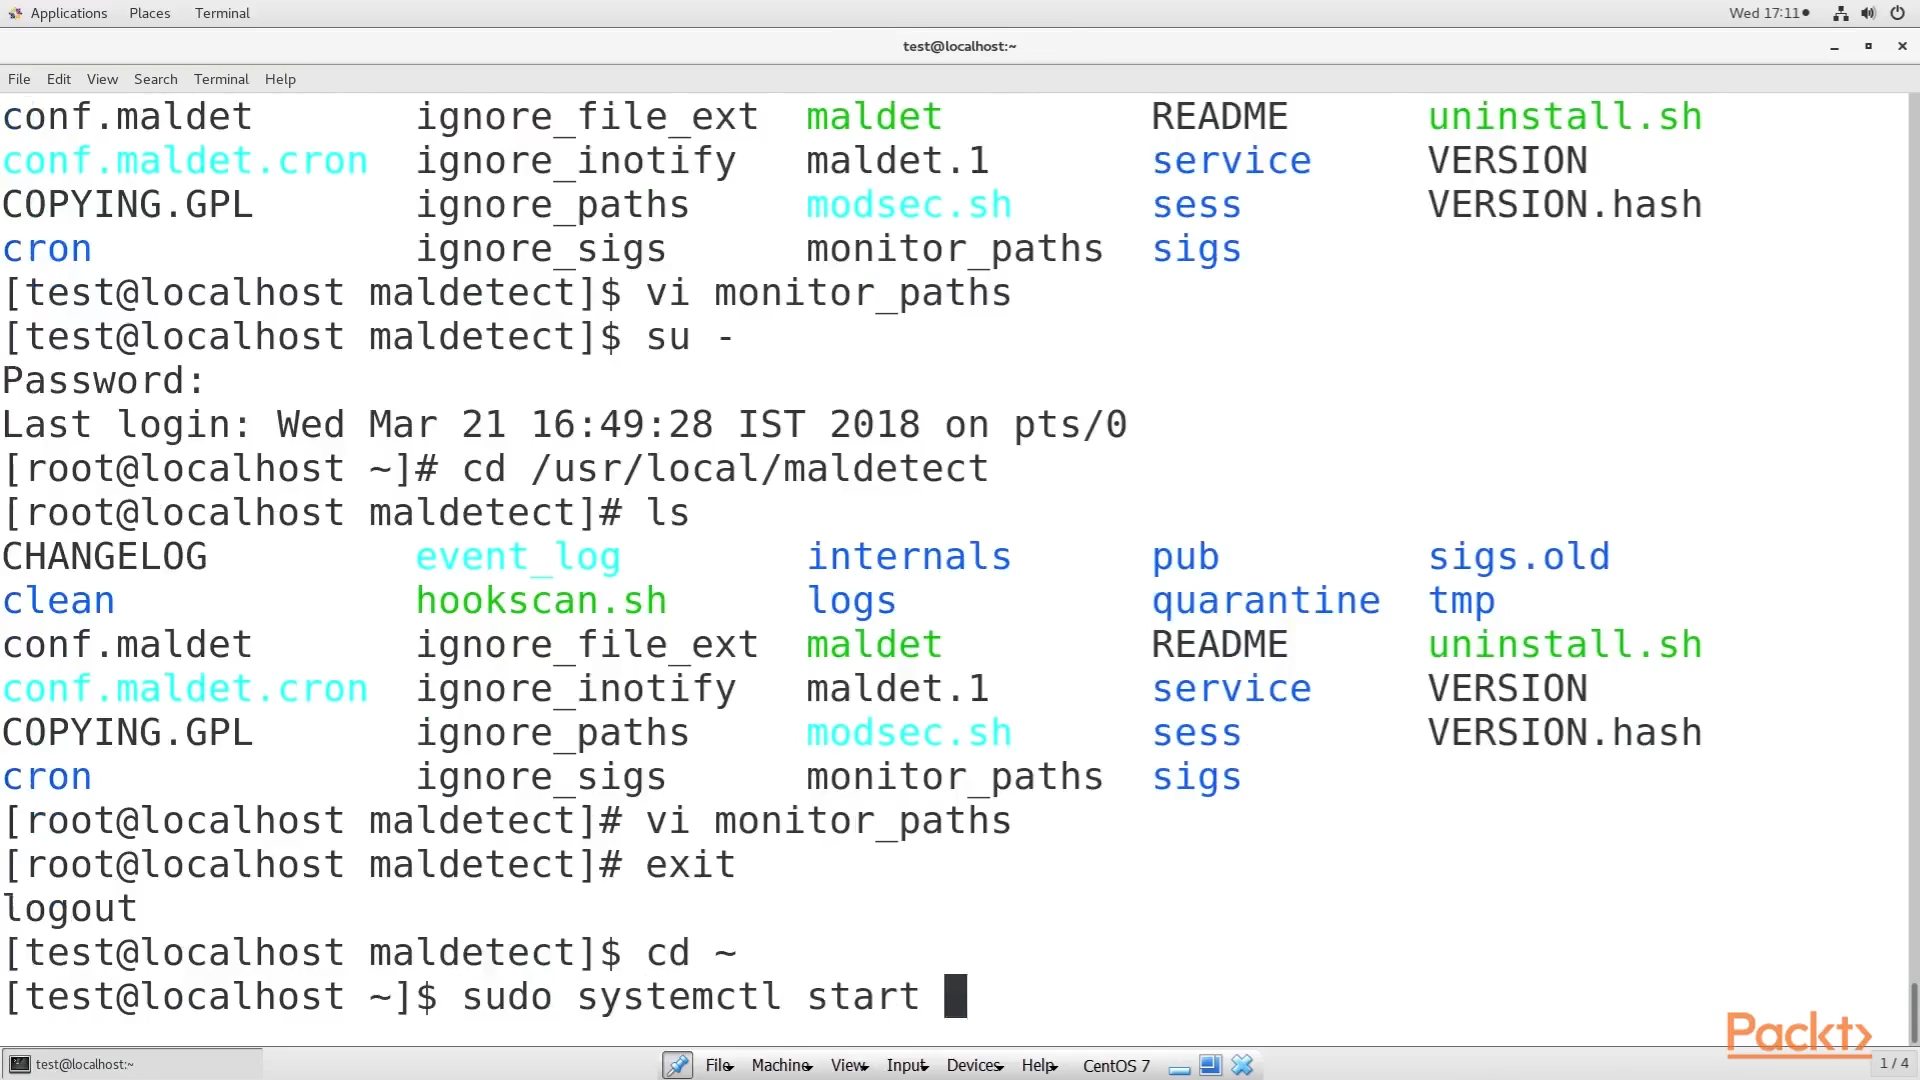 Applications Places Terminal Wed 17:11
test@localhost:~
File Edit View Search Terminal Help
conf.maldet ignore_file_ext maldet README uninstall.sh
conf.maldet.cron ignore_inotify maldet.1 service VERSION
COPYING.GPL ignore_paths modsec.sh sess VERSION.hash
cron ignore_sigs monitor_paths sigs
[test@localhost maldetect]$ vi monitor_paths
[test@localhost maldetect]$ su -
Password:
Last login: Wed Mar 21 16:49:28 IST 2018 on pts/0
[root@localhost ~]# cd /usr/local/maldetect
[root@localhost maldetect]# ls
CHANGELOG event_log internals pub sigs.old
clean hookscan.sh logs quarantine tmp
conf.maldet ignore_file_ext maldet README uninstall.sh
conf.maldet.cron ignore_inotify maldet.1 service VERSION
COPYING.GPL ignore_paths modsec.sh sess VERSION.hash
cron ignore_sigs monitor_paths sigs
[root@localhost maldetect]# vi monitor_paths
[root@localhost maldetect]# exit
logout
[test@localhost maldetect]$ cd ~
[test@localhost ~]$ sudo systemctl start
Packt>
test@localhost:~ File Machine View Input Devices Help CentOS 7 1 / 4